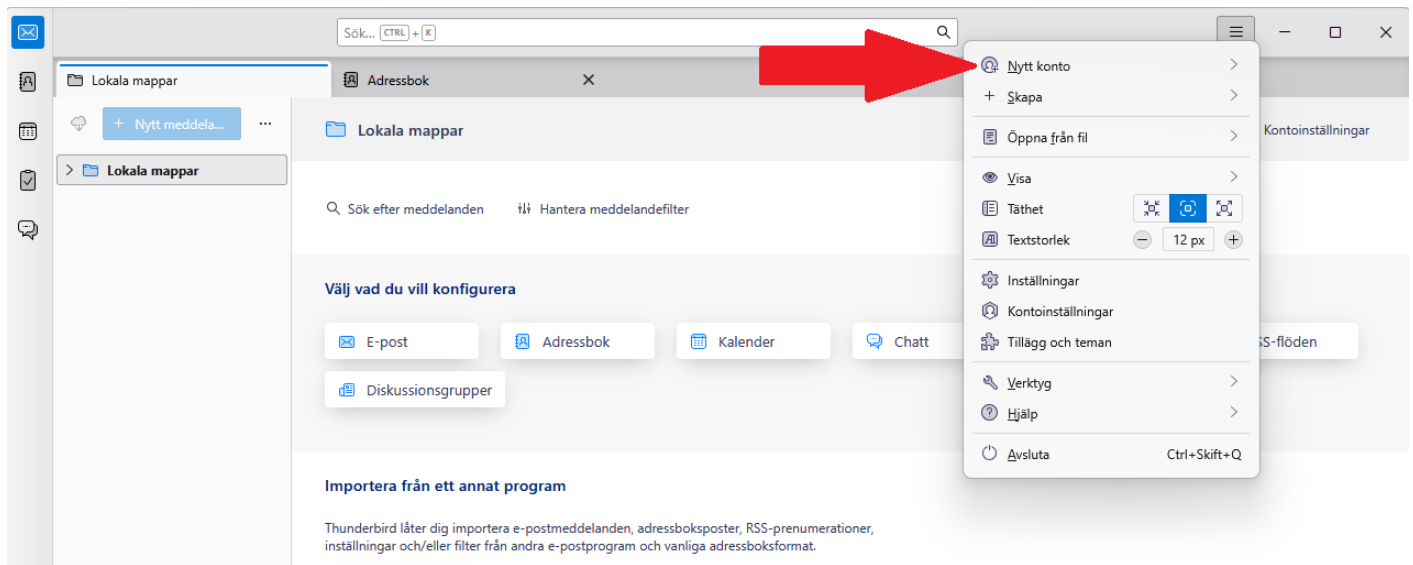 Sök... CTRL + K
Lokala mappar
Adressbok
Nytt meddela...
Lokala mappar
Lokala mappar
Kontoinställningar
Sök efter meddelanden
Hantera meddelandefilter
Välj vad du vill konfigurera
E-post
Adressbok
Kalender
Chatt
SS-flöden
Diskussionsgrupper
Importera från ett annat program
Thunderbird låter dig importera e-postmeddelanden, adressboksposter, RSS-prenumerationer,
inställningar och/eller filter från andra e-postprogram och vanliga adressboksformat.
Nytt konto
Skapa
Öppna från fil
Visa
Täthet
Textstorlek 12 px
Inställningar
Kontoinställningar
Tillägg och teman
Verktyg
Hjälp
Avsluta Ctrl+Skift+Q